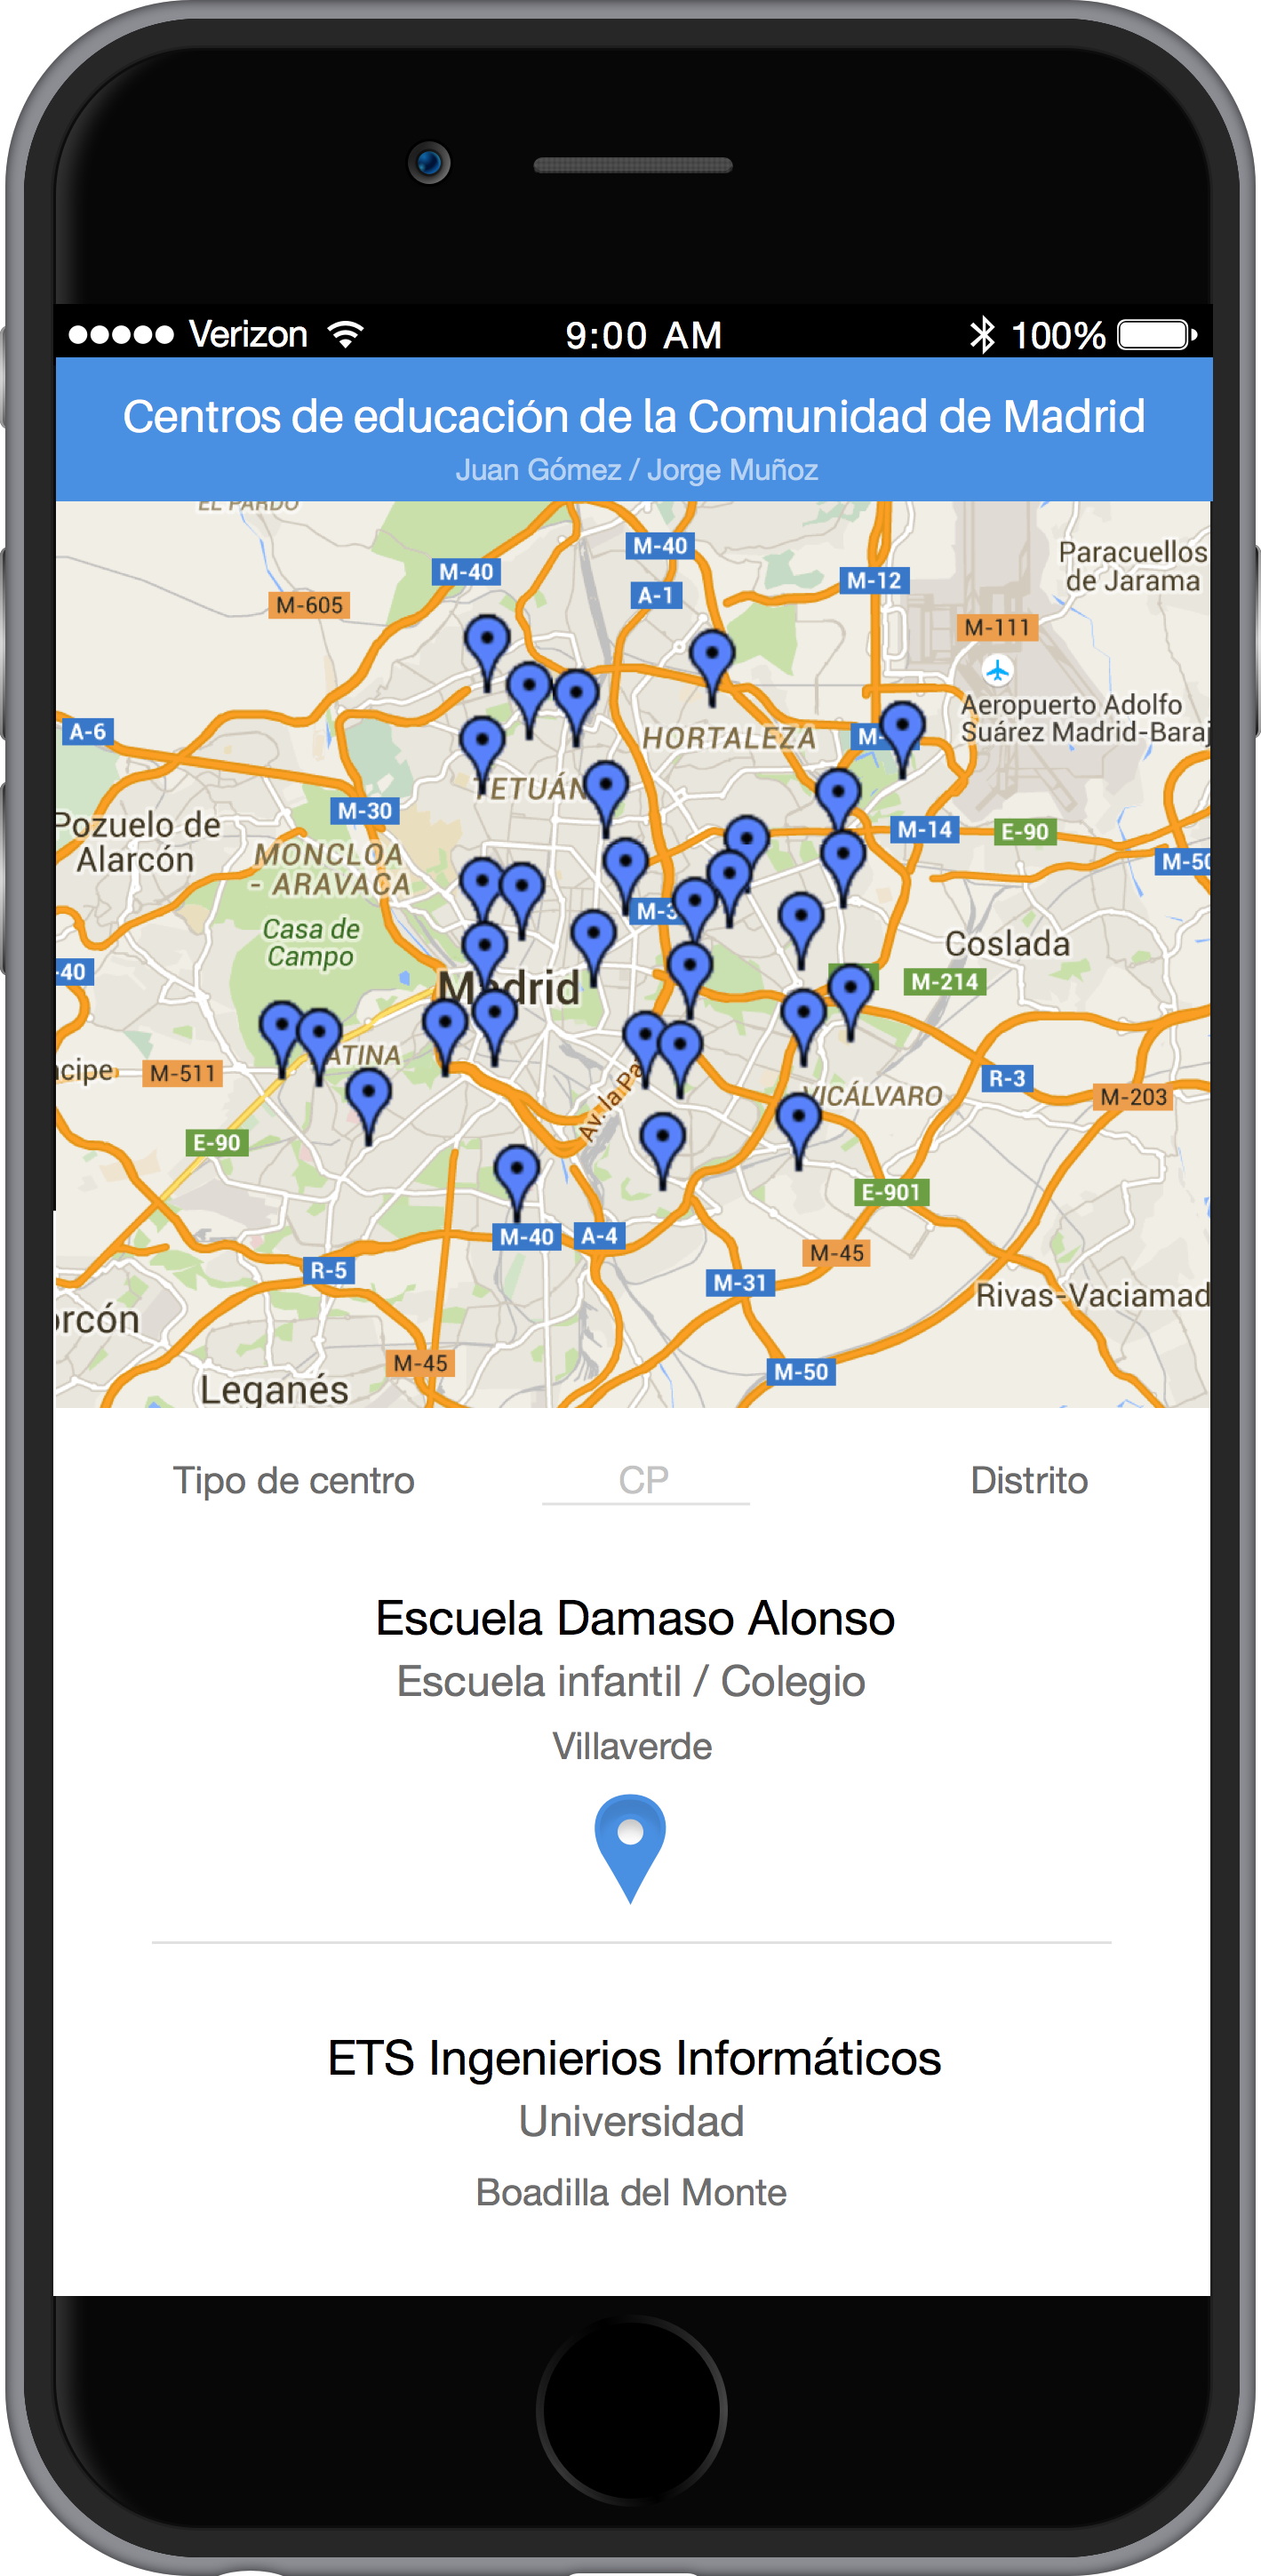 Verizon 9:00 AM 100%
Centros de educación de la Comunidad de Madrid
Juan Gómez / Jorge Muñoz
EL PARDO
M-40
M-40
Paracuellos
de Jarama
M-12
A-1
M-605
M-111
Aeropuerto Adolfo
Suárez Madrid-Baraj
A-6
HORTALEZA
M-
TETUÁN
M-30
Pozuelo de
Alarcón
M-14
E-90
MONCLOA
- ARAVACA
M-50
M-3
Casa de
Campo
Coslada
-40
M-214
Madrid
ATINA
cipe
M-511
R-3
M-203
VICÁLVARO
Av. la Pa
E-90
E-901
M-40
A-4
M-45
R-5
M-31
Rivas-Vaciamad
orcón
M-45
M-50
Leganés
Tipo de centro CP Distrito
Escuela Damaso Alonso
Escuela infantil / Colegio
Villaverde
ETS Ingenierios Informáticos
Universidad
Boadilla del Monte